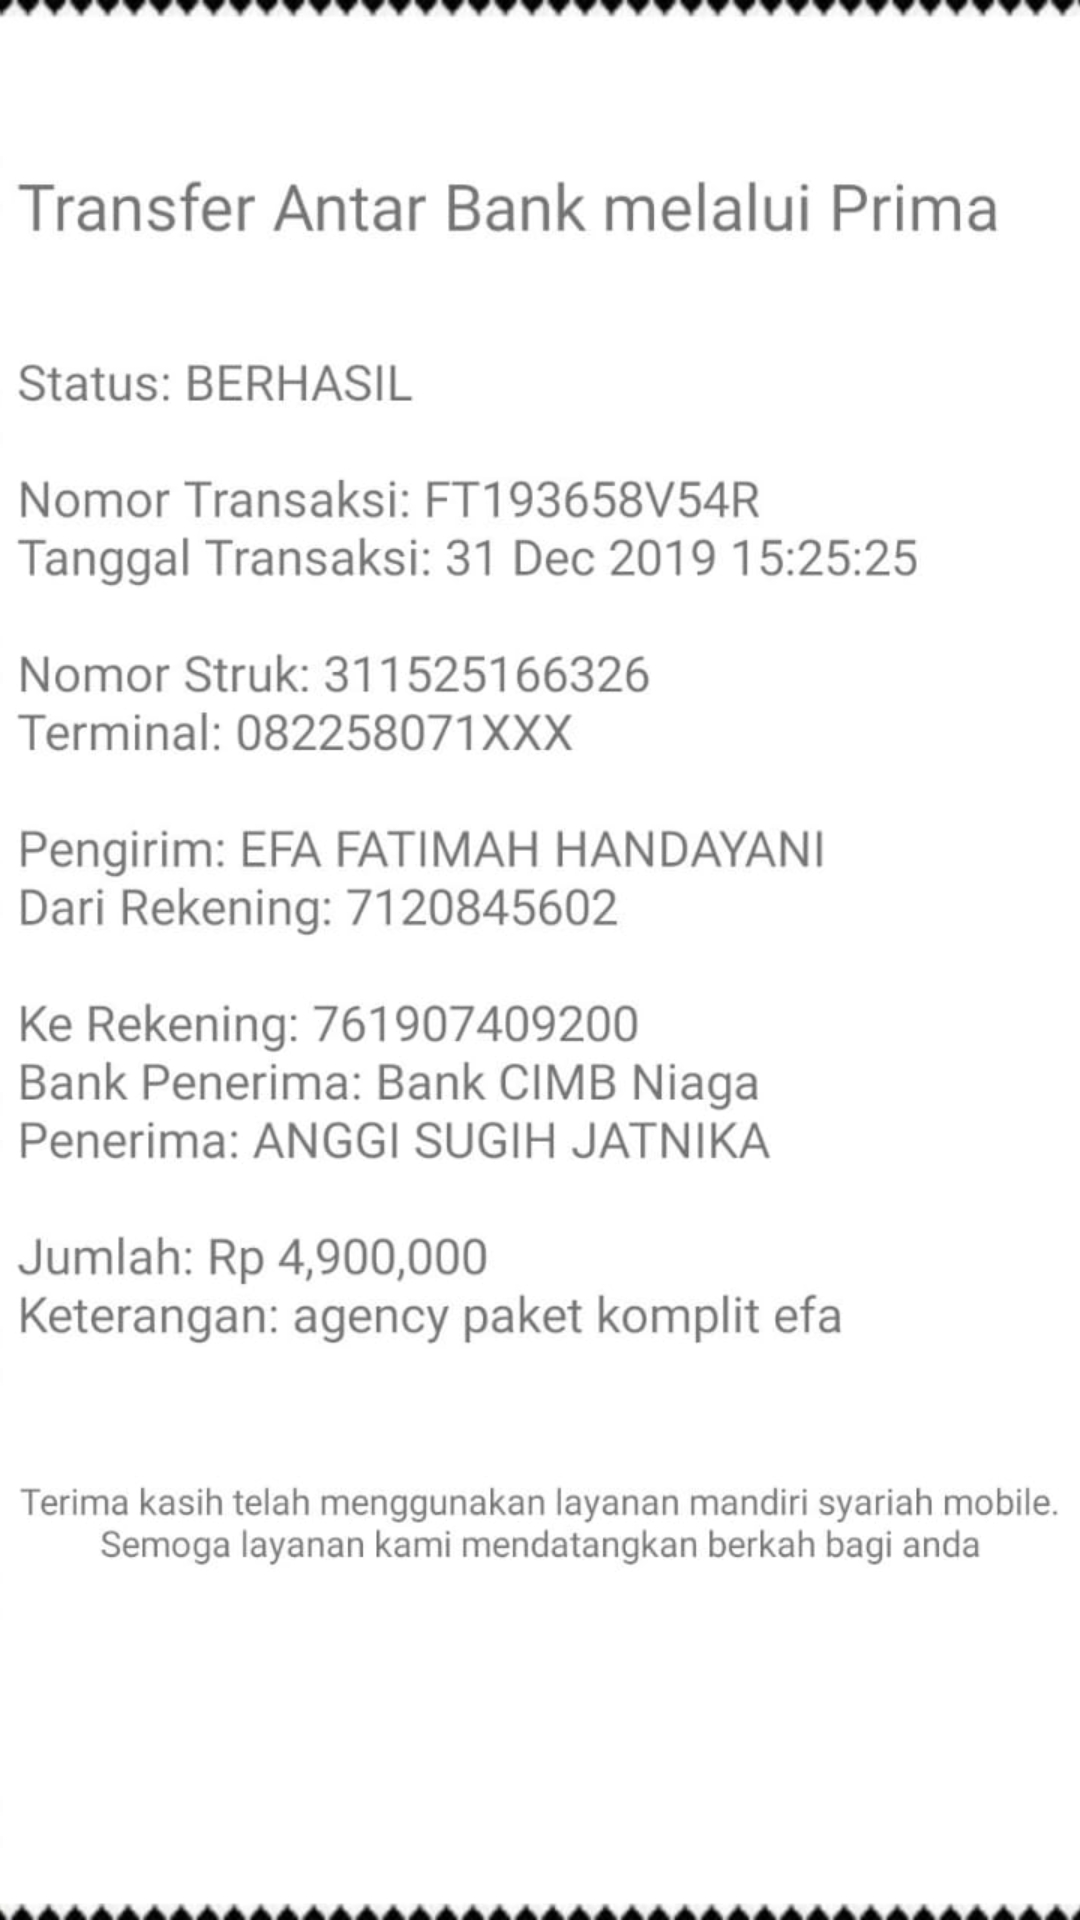 Transfer Antar Bank melalui Prima
Status: BERHASIL
Nomor Transaksi: FT193658V54R
Tanggal Transaksi: 31 Dec 2019 15:25:25
Nomor Struk: 311525166326
Terminal: 082258071XXX
Pengirim: EFA FATIMAH HANDAYANI
Dari Rekening: 7120845602
Ke Rekening: 761907409200
Bank Penerima: Bank CIMB Niaga
Penerima: ANGGI SUGIH JATNIKA
Jumlah: Rp 4,900,000
Keterangan: agency paket komplit efa
Terima kasih telah menggunakan layanan mandiri syariah mobile.
Semoga layanan kami mendatangkan berkah bagi anda